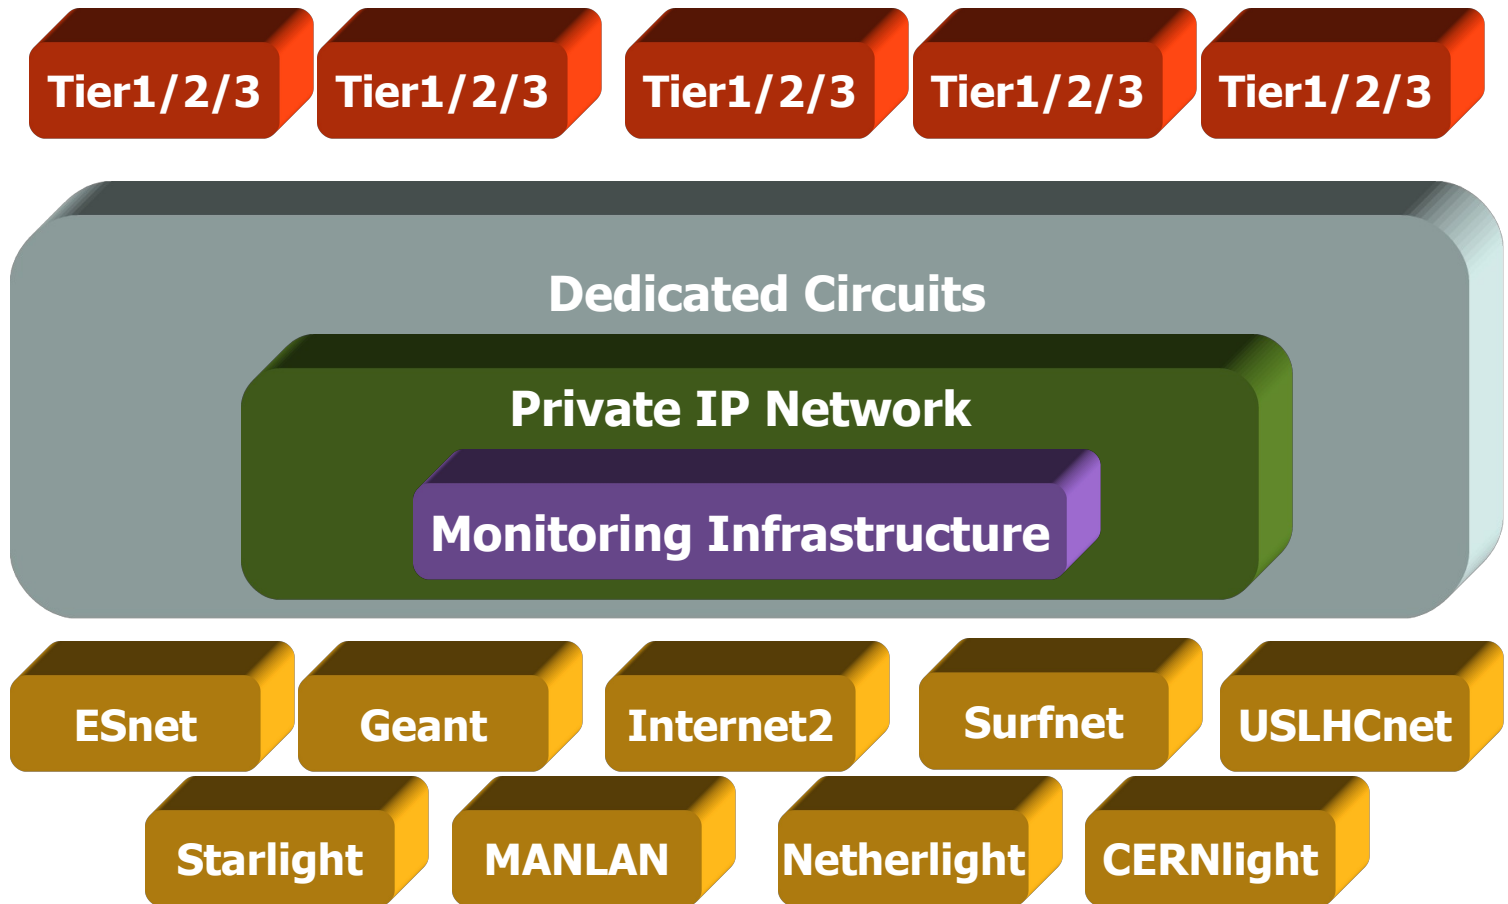 Tier1/2/3
Tier1/2/3
Tier1/2/3
Tier1/2/3
Tier1/2/3
Dedicated Circuits
Private IP Network
Monitoring Infrastructure
ESnet
Geant
Internet2
Surfnet
USLHCnet
Starlight
MANLAN
Netherlight
CERNlight